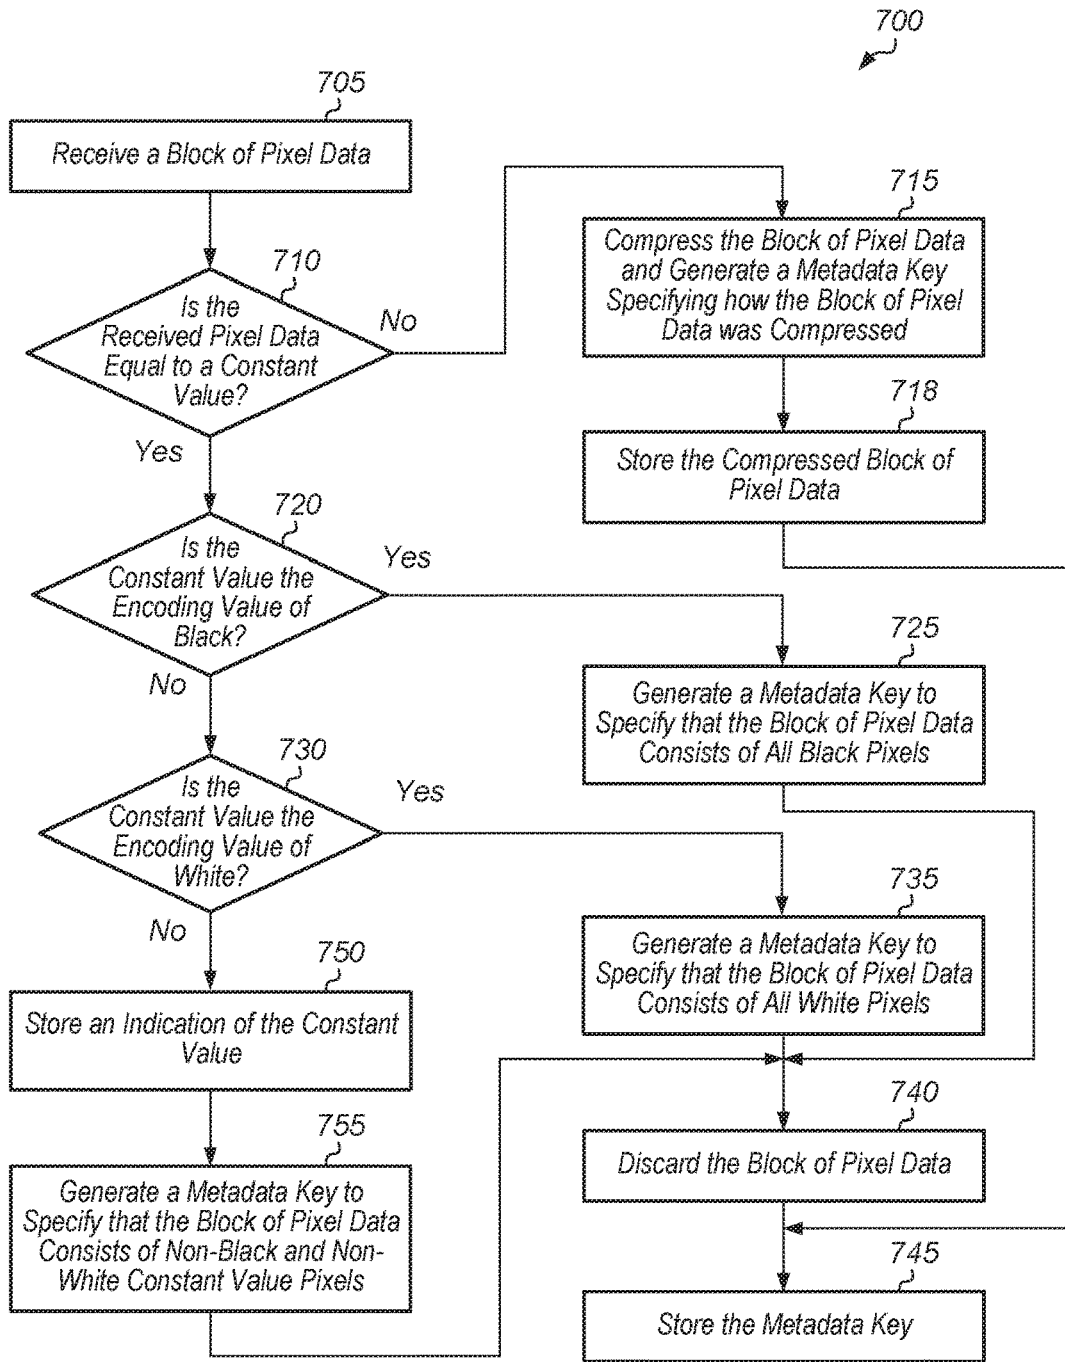 700
705
Receive a Block of Pixel Data
710
Is the
Received Pixel Data
Equal to a Constant
Value?
No
Yes
715
Compress the Block of Pixel Data
and Generate a Metadata Key
Specifying how the Block of Pixel
Data was Compressed
718
Store the Compressed Block of
Pixel Data
720
Is the
Constant Value the
Encoding Value of
Black?
Yes
No
725
Generate a Metadata Key to
Specify that the Block of Pixel Data
Consists of All Black Pixels
730
Is the
Constant Value the
Encoding Value of
White?
Yes
No
735
Generate a Metadata Key to
Specify that the Block of Pixel Data
Consists of All White Pixels
750
Store an Indication of the Constant
Value
740
Discard the Block of Pixel Data
755
Generate a Metadata Key to
Specify that the Block of Pixel Data
Consists of Non-Black and Non-
White Constant Value Pixels
745
Store the Metadata Key